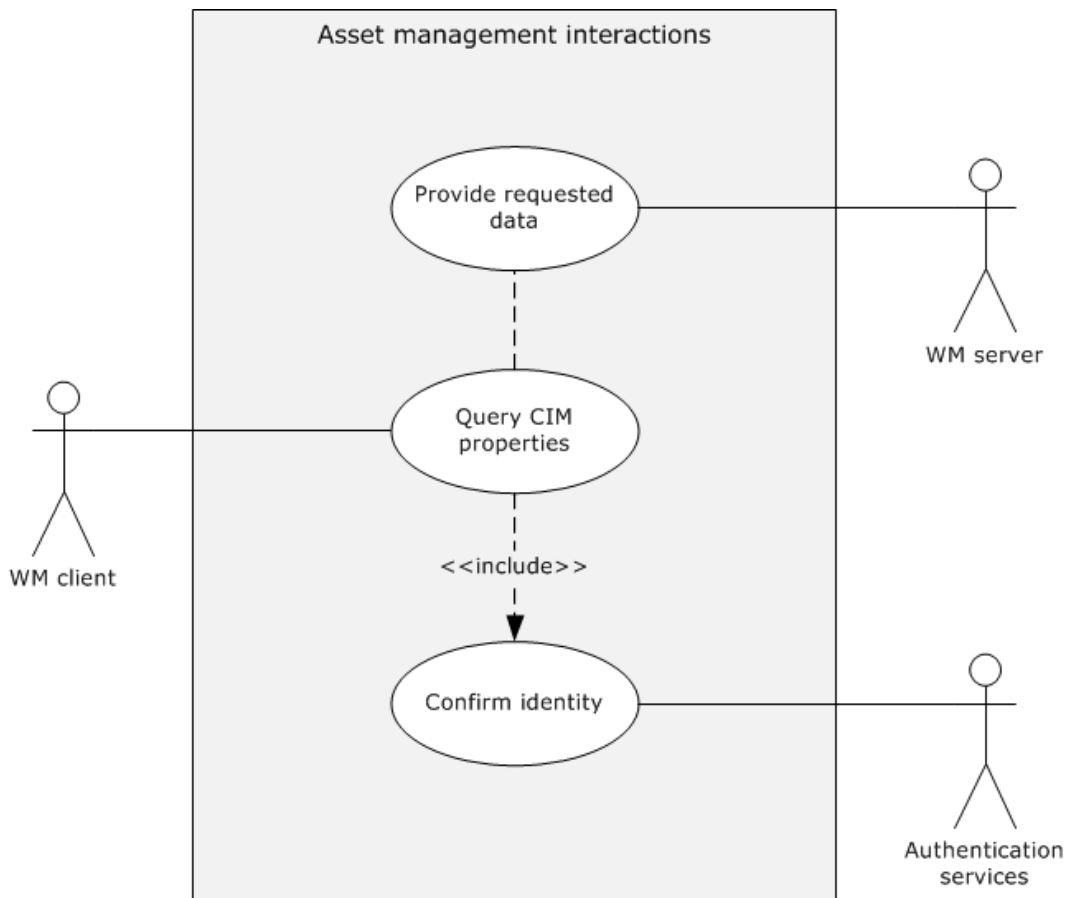 Asset management interactions
Provide requested
data
WM server
Query CIM
properties
WM client
<<include>>
Confirm identity
Authentication
services